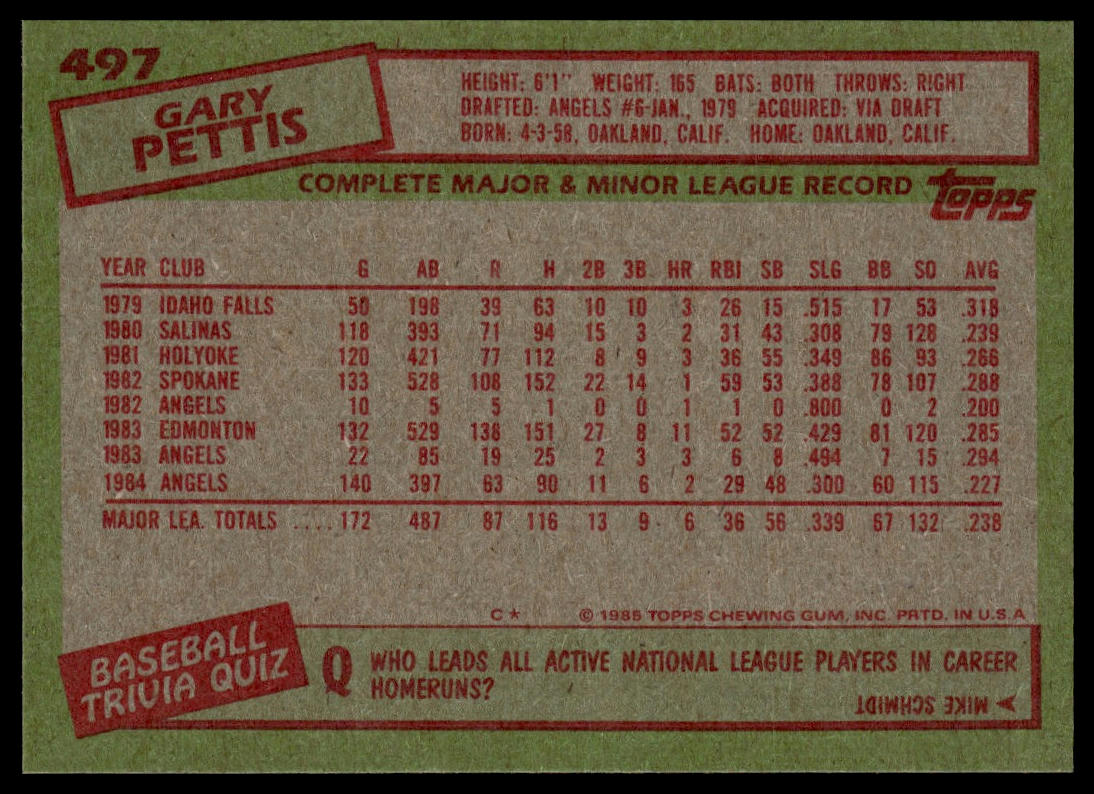 497
GARY
PETTIS
HEIGHT: 6'1" WEIGHT: 165 BATS: BOTH THROWS: RIGHT
DRAFTED: ANGELS #6-JAN., 1979 ACQUIRED: VIA DRAFT
BORN: 4-3-58, OAKLAND, CALIF. HOME: OAKLAND, CALIF.
COMPLETE MAJOR & MINOR LEAGUE RECORD
topps
YEAR CLUB G AB R H 2B 3B HR RBI SB SLG BB SO AVG
1979 IDAHO FALLS 50 198 39 63 10 10 3 26 15 .515 17 53 .318
1980 SALINAS 118 393 71 94 15 3 2 31 43 .308 79 128 .239
1981 HOLYOKE 120 421 77 112 8 9 3 36 55 .349 86 93 .266
1982 SPOKANE 133 528 108 152 22 14 1 59 53 .388 78 107 .288
1982 ANGELS 10 5 5 1 0 0 1 1 0 .800 0 2 .200
1983 EDMONTON 132 529 138 151 27 8 11 52 52 .429 81 120 .285
1983 ANGELS 22 85 19 25 2 3 3 6 8 .494 7 15 .294
1984 ANGELS 140 397 63 90 11 6 2 29 48 .300 60 115 .227
MAJOR LEA. TOTALS .... 172 487 87 116 13 9 6 36 56 .339 67 132 .238
C★ © 1985 TOPPS CHEWING GUM, INC. PRTD. IN U.S.A
BASEBALL
TRIVIA QUIZ
Q WHO LEADS ALL ACTIVE NATIONAL LEAGUE PLAYERS IN CAREER
HOMERUNS?
A MIKE SCHMIDT